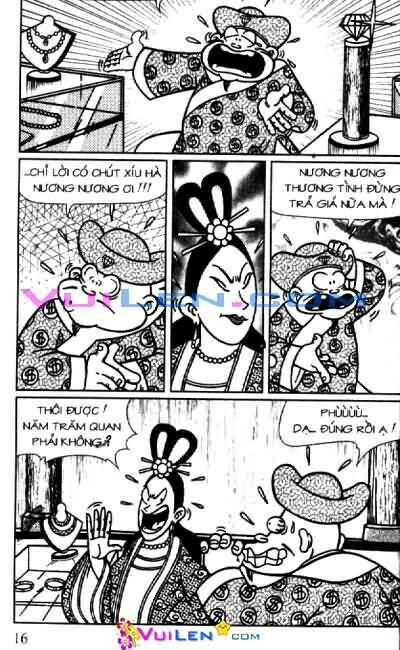 ..CHỈ LỜI CÓ CHÚT XÍU HÀ
NƯƠNG NƯƠNG ƠI !!!
NƯƠNG NƯƠNG
THƯƠNG TÌNH ĐỪNG
TRẢ GIÁ NỮA MÀ !
VUILEN.COM
THÔI ĐƯỢC !
NĂM TRĂM QUAN
PHẢI KHÔNG ?
PHÙÙÙÙ...
DẠ... ĐÚNG RỒI Ạ !
16
VUILEN COM